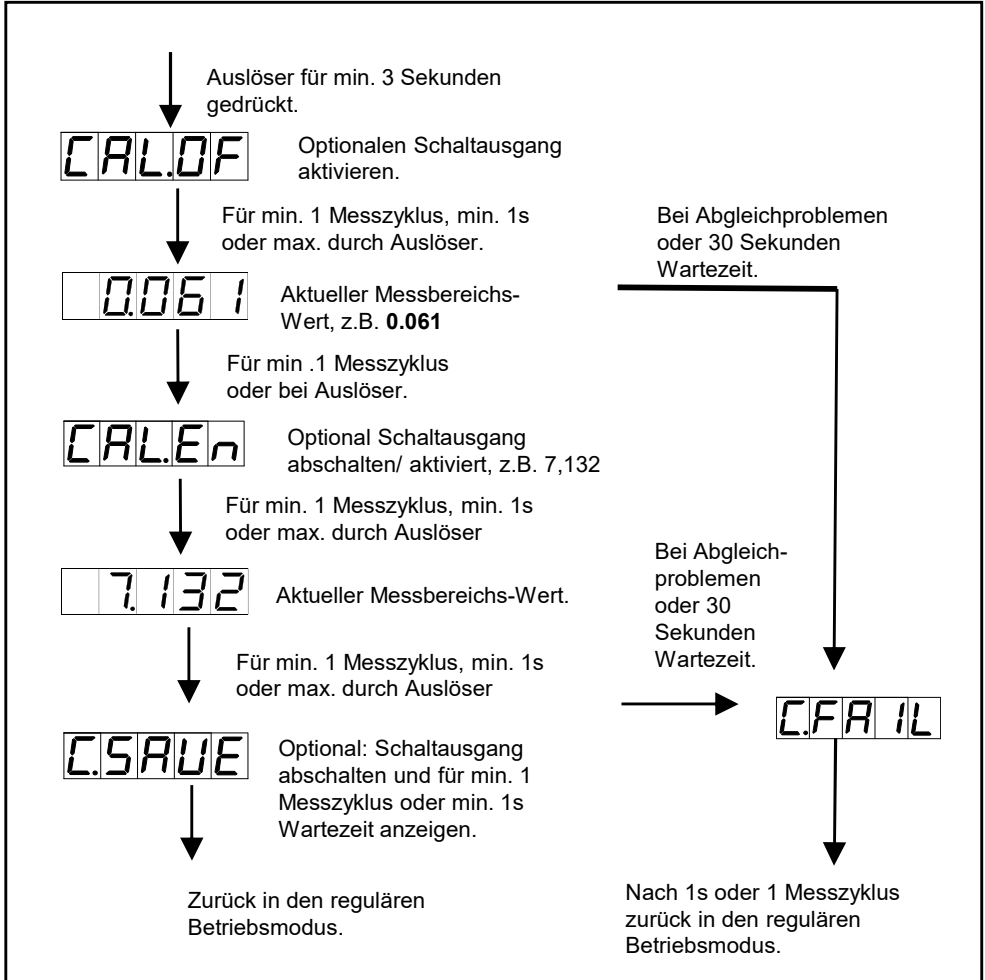 Auslöser für min. 3 Sekunden
gedrückt.
CAL.OF
Optionalen Schaltausgang
aktivieren.
Für min. 1 Messzyklus, min. 1s
oder max. durch Auslöser.
Bei Abgleichproblemen
oder 30 Sekunden
Wartezeit.
0.061
Aktueller Messbereichs-
Wert, z.B. 0.061
Für min .1 Messzyklus
oder bei Auslöser.
CAL.En
Optional Schaltausgang
abschalten/ aktiviert, z.B. 7,132
Für min. 1 Messzyklus, min. 1s
oder max. durch Auslöser
7.132
Aktueller Messbereichs-Wert.
Bei Abgleich-
problemen
oder 30
Sekunden
Wartezeit.
Für min. 1 Messzyklus, min. 1s
oder max. durch Auslöser
C.FAIL
C.SAUE
Optional: Schaltausgang
abschalten und für min. 1
Messzyklus oder min. 1s
Wartezeit anzeigen.
Zurück in den regulären
Betriebsmodus.
Nach 1s oder 1 Messzyklus
zurück in den regulären
Betriebsmodus.